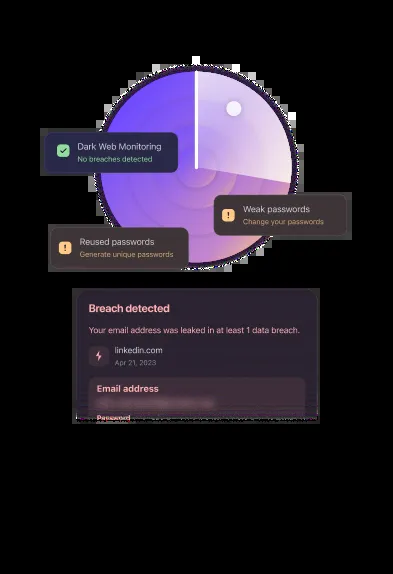 Dark Web Monitoring
No breaches detected
Weak passwords
Change your passwords
Reused passwords
Generate unique passwords
Breach detected
Your email address was leaked in at least 1 data breach.
linkedin.com
Apr 21, 2023
Email address
Password